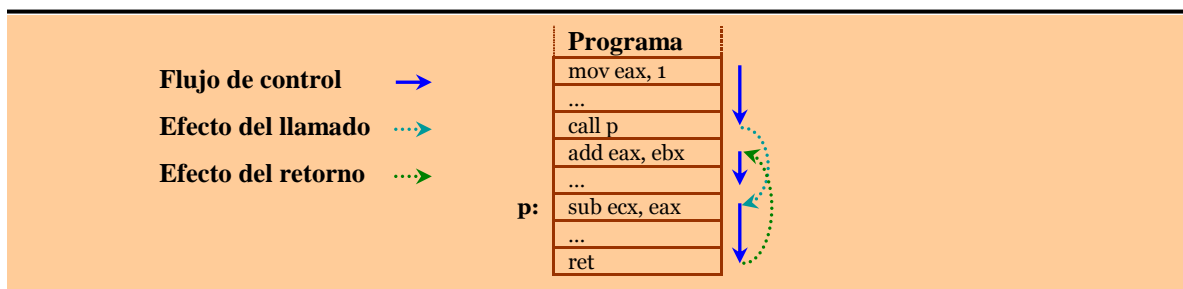 Programa
Flujo de control
mov eax, 1
...
Efecto del llamado
call p
add eax, ebx
Efecto del retorno
...
p:
sub ecx, eax
...
ret